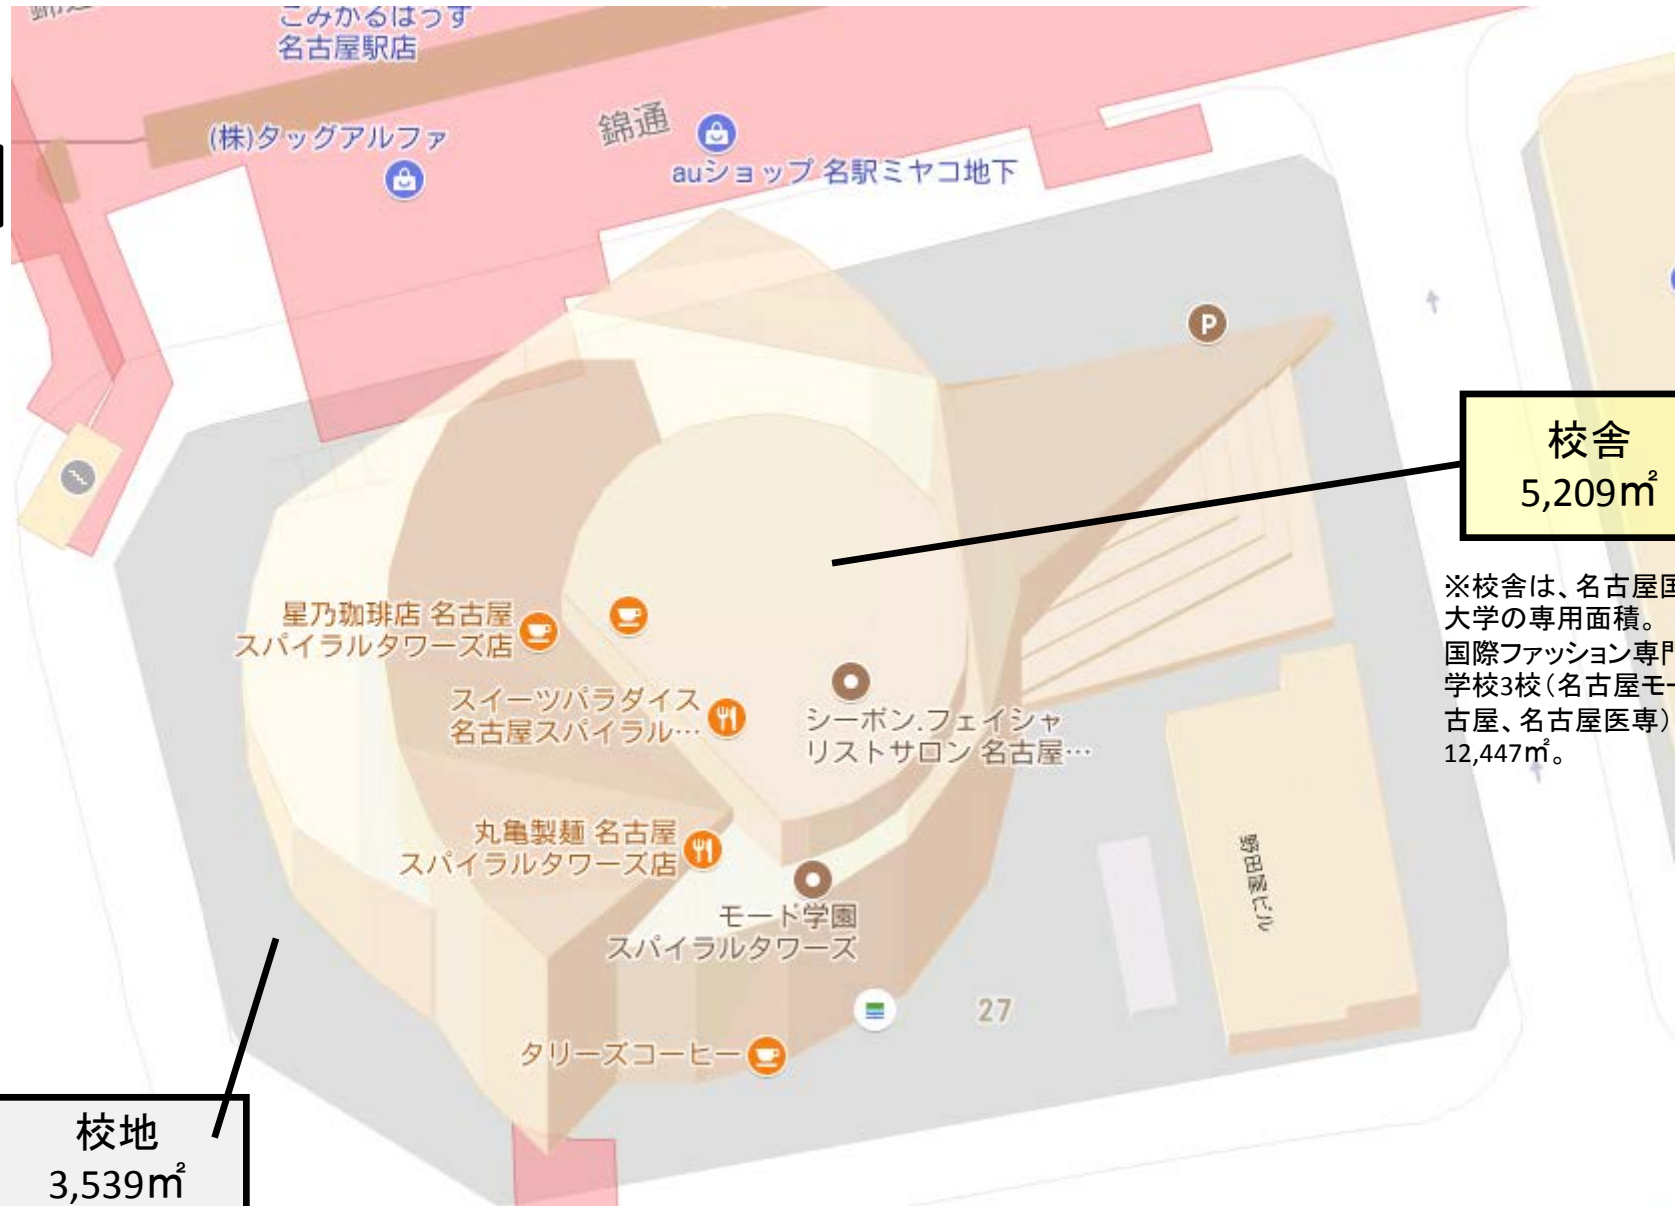 こみかるはうす
名古屋駅店
(株)タッグアルファ
錦通
auショップ 名駅ミヤコ地下
P
校舎
5,209㎡
※校舎は、名古屋国
大学の専用面積。
国際ファッション専門
学校3校(名古屋モー
古屋、名古屋医専)
12,447㎡。
星乃珈琲店 名古屋
スパイラルタワーズ店
スイーツパラダイス
名古屋スパイラル…
シーボン.フェイシャ
リストサロン 名古屋…
丸亀製麺 名古屋
スパイラルタワーズ店
モード学園
スパイラルタワーズ
27
タリーズコーヒー
校地
3,539㎡